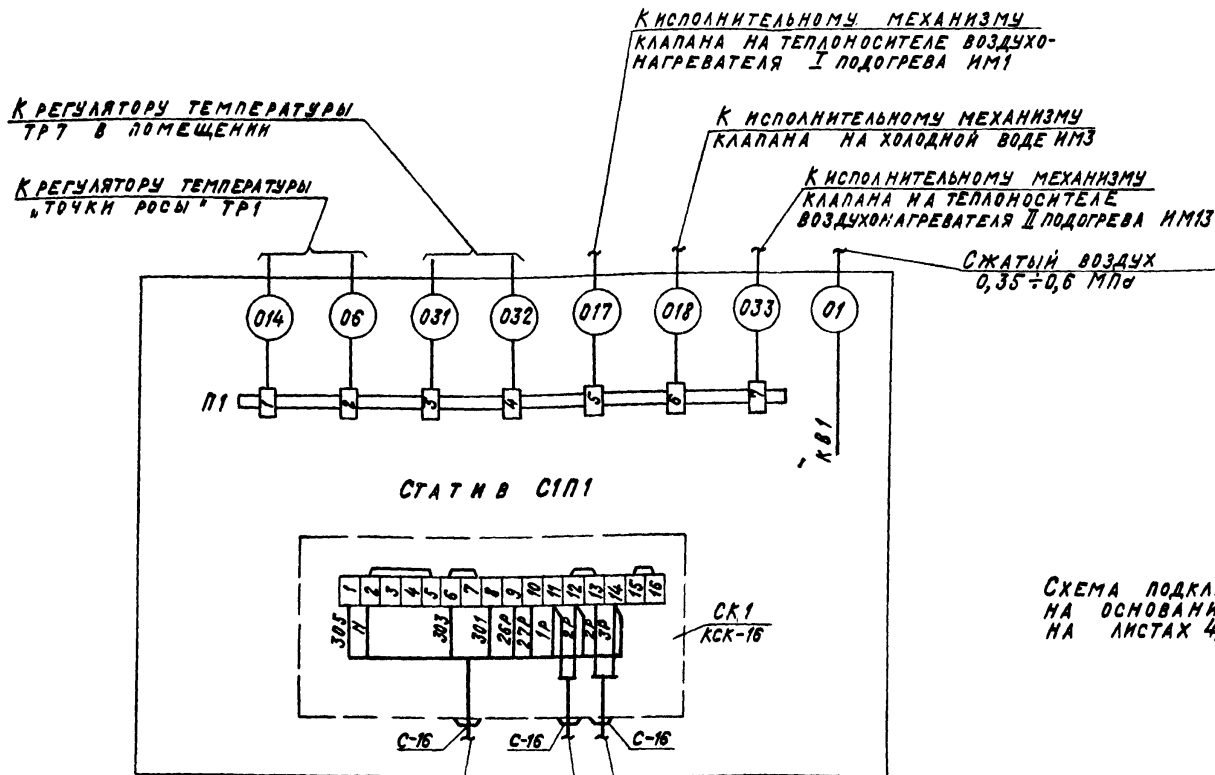 К ИСПОЛНИТЕЛЬНОМУ МЕХАНИЗМУ
КЛАПАНА НА ТЕПЛОНОСИТЕЛЕ ВОЗДУХО-
НАГРЕВАТЕЛЯ I ПОДОГРЕВА ИМ1
К РЕГУЛЯТОРУ ТЕМПЕРАТУРЫ
ТР7 В ПОМЕЩЕНИИ
К ИСПОЛНИТЕЛЬНОМУ МЕХАНИЗМУ
КЛАПАНА НА ХОЛОДНОЙ ВОДЕ ИМ3
К РЕГУЛЯТОРУ ТЕМПЕРАТУРЫ
„ТОЧКИ РОСЫ" ТР1
К ИСПОЛНИТЕЛЬНОМУ МЕХАНИЗМУ
КЛАПАНА НА ТЕПЛОНОСИТЕЛЕ
ВОЗДУХОНАГРЕВАТЕЛЯ II ПОДОГРЕВА ИМ13
СЖАТЫЙ ВОЗДУХ
0,35÷0,6 МПа
014 06 031 032 017 018 033 01
П1 1 2 3 4 5 6 7
КВ1
СТАТИВ С1П1
1 2 3 4 5 6 7 8 9 10 11 12 13 14 15 16
305 Н 303 301 26Р 27Р 1Р 2Р 2Р 3Р
СК1
КСК-16
СХЕМА ПОДКЛ
НА ОСНОВАНИ
НА ЛИСТАХ 4,
С-16 С-16 С-16